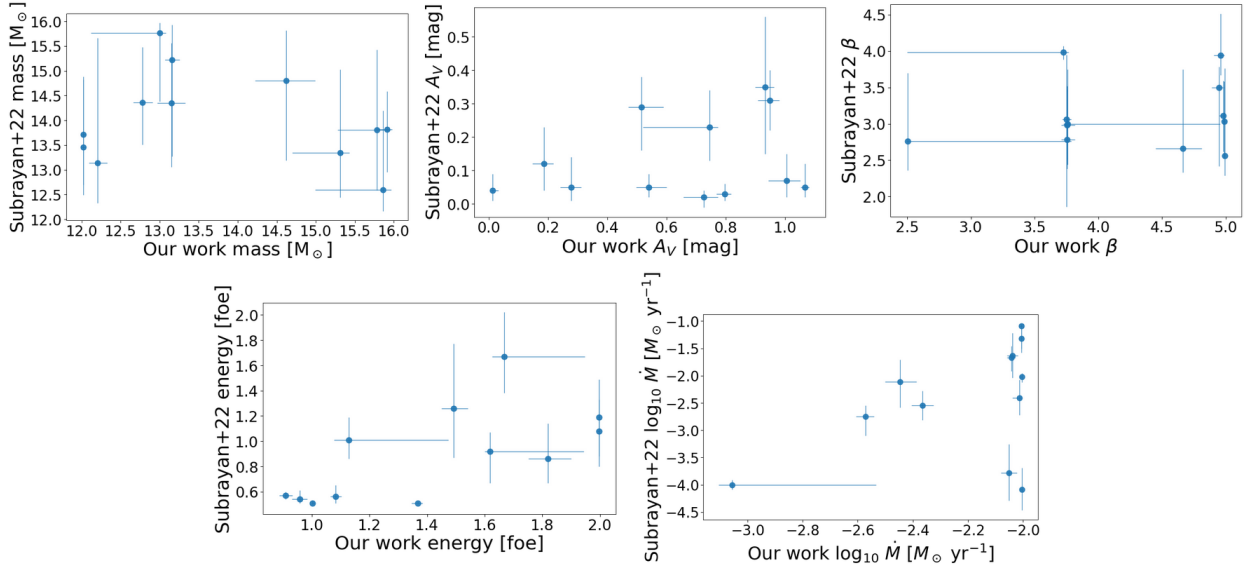 Subrayan+22 mass [M⊙]
16.0
15.5
15.0
14.5
14.0
13.5
13.0
12.5
12.0
12.0 12.5 13.0 13.5 14.0 14.5 15.0 15.5 16.0
Our work mass [M⊙]
Subrayan+22 A_V [mag]
0.5
0.4
0.3
0.2
0.1
0.0
0.0 0.2 0.4 0.6 0.8 1.0
Our work A_V [mag]
Subrayan+22 β
4.5
4.0
3.5
3.0
2.5
2.0
2.5 3.0 3.5 4.0 4.5 5.0
Our work β
Subrayan+22 energy [foe]
2.0
1.8
1.6
1.4
1.2
1.0
0.8
0.6
1.0 1.2 1.4 1.6 1.8 2.0
Our work energy [foe]
Subrayan+22 log₁₀ Ṁ [M⊙ yr⁻¹]
−1.0
−1.5
−2.0
−2.5
−3.0
−3.5
−4.0
−4.5
−3.0 −2.8 −2.6 −2.4 −2.2 −2.0
Our work log₁₀ Ṁ [M⊙ yr⁻¹]